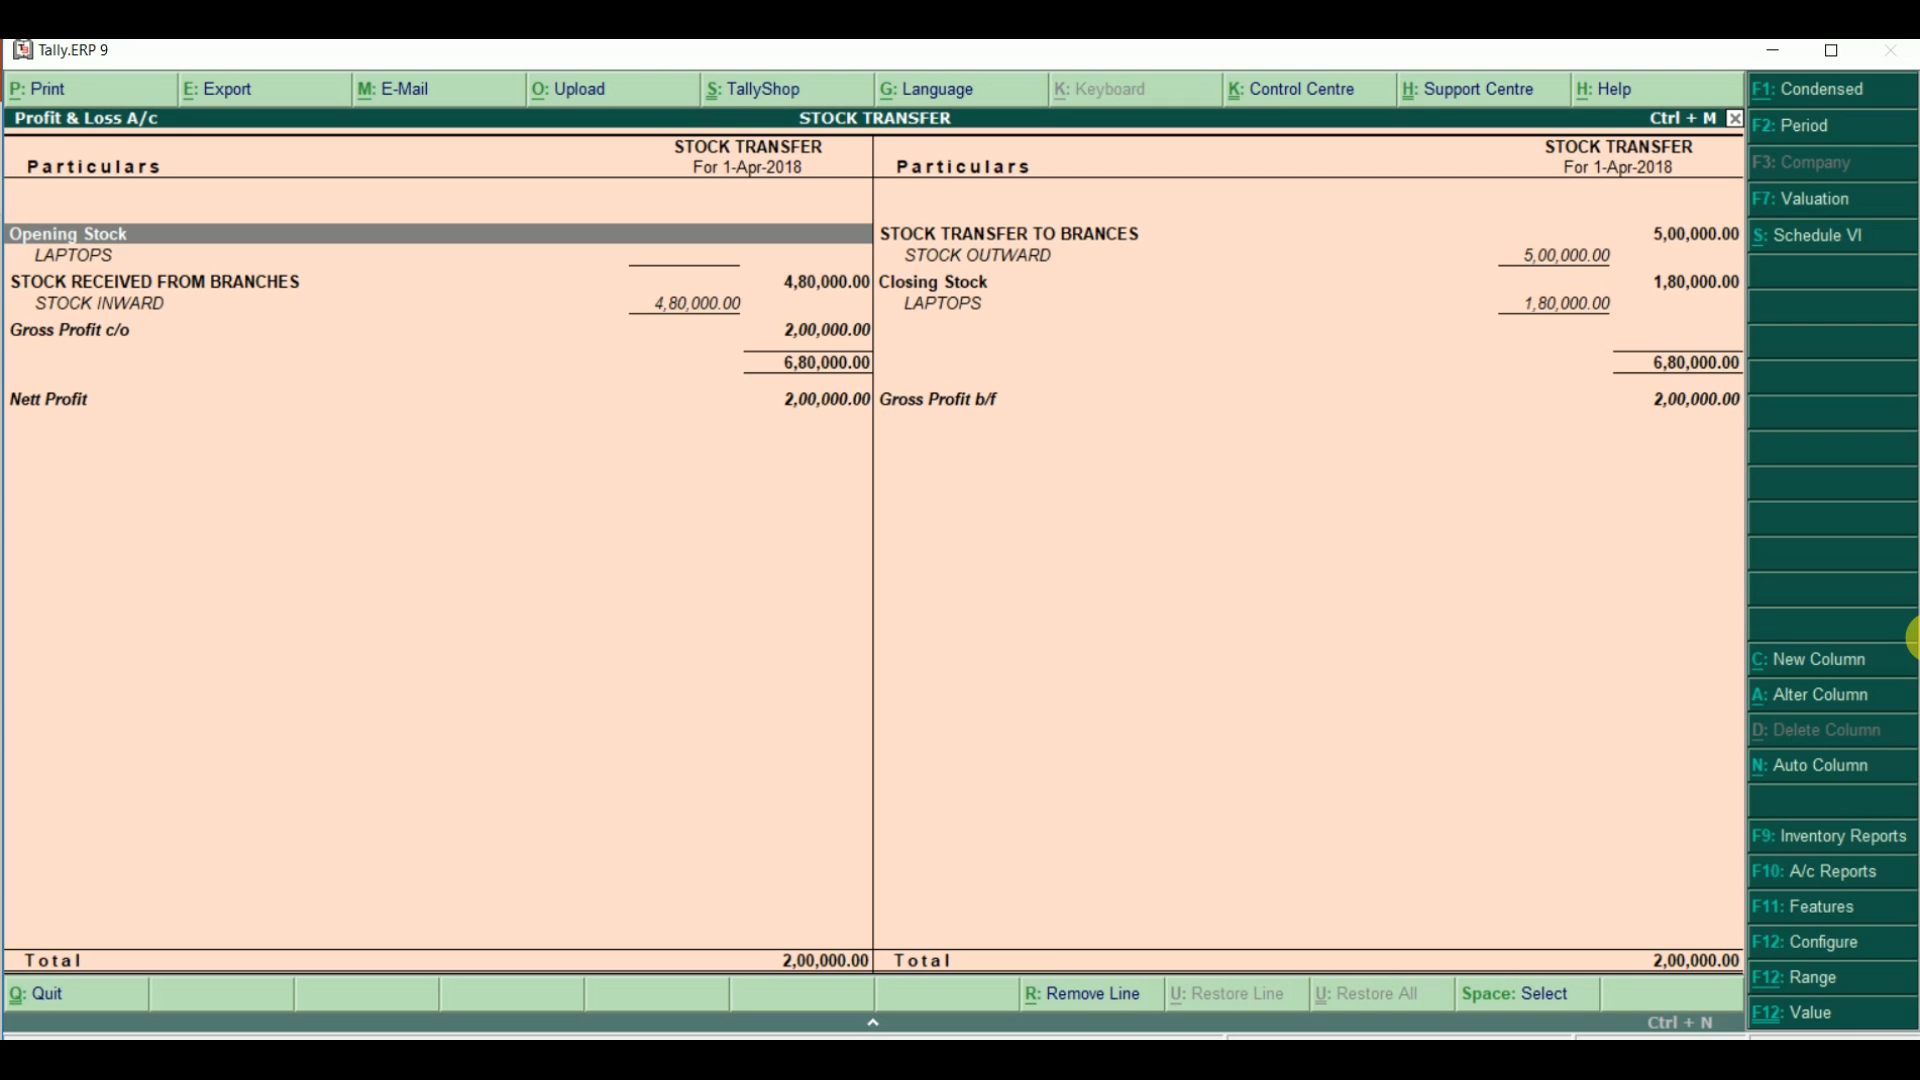 Tally.ERP 9
P: Print E: Export M: E-Mail O: Upload S: TallyShop G: Language K: Keyboard K: Control Centre H: Support Centre H: Help
Profit & Loss A/c STOCK TRANSFER Ctrl + M
Particulars STOCK TRANSFER For 1-Apr-2018 Particulars STOCK TRANSFER For 1-Apr-2018
Opening Stock STOCK TRANSFER TO BRANCES 5,00,000.00
LAPTOPS STOCK OUTWARD 5,00,000.00
STOCK RECEIVED FROM BRANCHES 4,80,000.00 Closing Stock 1,80,000.00
STOCK INWARD 4,80,000.00 LAPTOPS 1,80,000.00
Gross Profit c/o 2,00,000.00
6,80,000.00 6,80,000.00
Nett Profit 2,00,000.00 Gross Profit b/f 2,00,000.00
Total 2,00,000.00 Total 2,00,000.00
Q: Quit R: Remove Line U: Restore Line U: Restore All Space: Select
Ctrl + N
F1: Condensed
F2: Period
F3: Company
F7: Valuation
S: Schedule VI
C: New Column
A: Alter Column
D: Delete Column
N: Auto Column
F9: Inventory Reports
F10: A/c Reports
F11: Features
F12: Configure
F12: Range
F12: Value